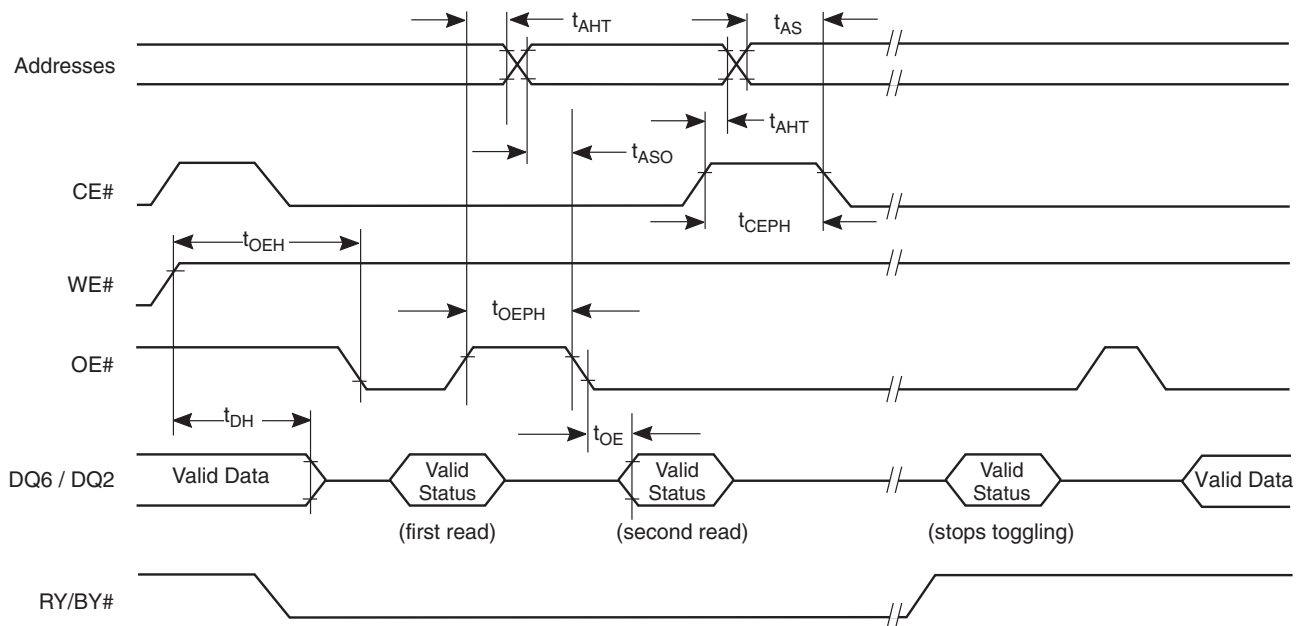 tAHT
tAS
Addresses
tAHT
tASO
CE#
tCEPH
tOEH
WE#
tOEPH
OE#
tDH
tOE
DQ6 / DQ2
Valid Data
Valid
Status
Valid
Status
Valid
Status
Valid Data
(first read)
(second read)
(stops toggling)
RY/BY#